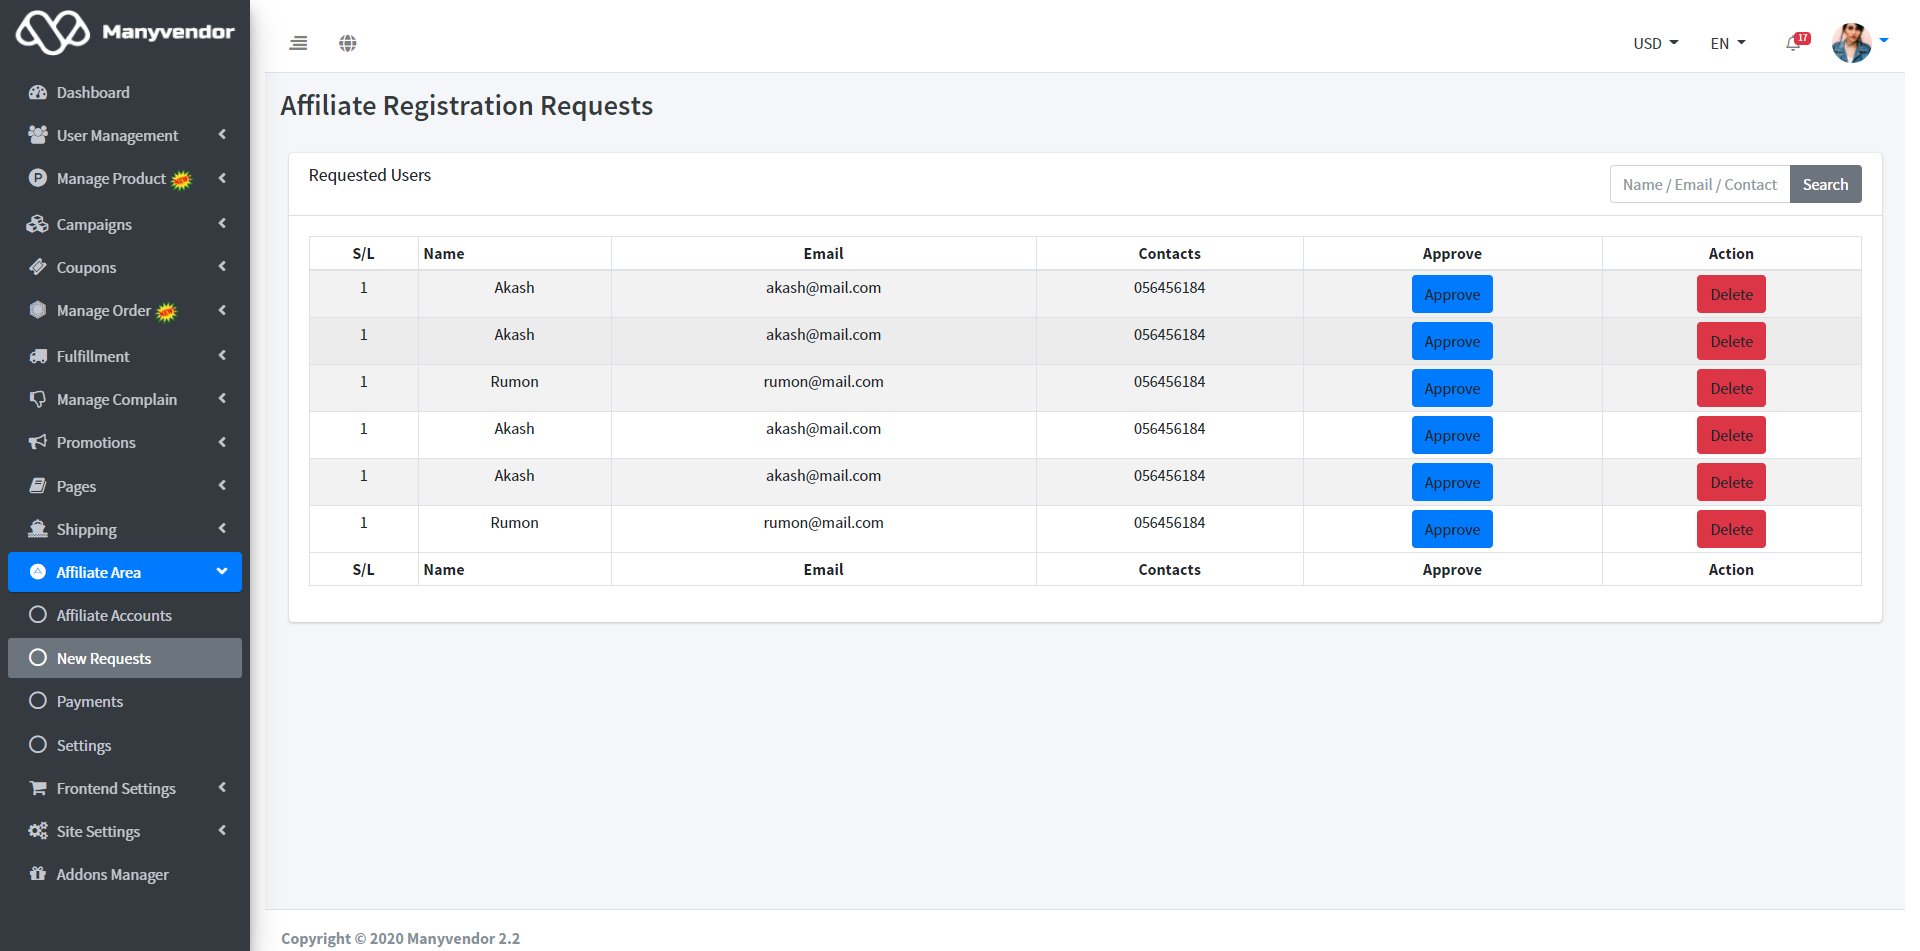 Manyvendor
USD
EN
17
Dashboard
User Management
Manage Product NEW
Campaigns
Coupons
Manage Order NEW
Fulfillment
Manage Complain
Promotions
Pages
Shipping
Affiliate Area
Affiliate Accounts
New Requests
Payments
Settings
Frontend Settings
Site Settings
Addons Manager
Affiliate Registration Requests
Requested Users
Name / Email / Contact Search
S/L Name Email Contacts Approve Action
1 Akash akash@mail.com 056456184 Approve Delete
1 Akash akash@mail.com 056456184 Approve Delete
1 Rumon rumon@mail.com 056456184 Approve Delete
1 Akash akash@mail.com 056456184 Approve Delete
1 Akash akash@mail.com 056456184 Approve Delete
1 Rumon rumon@mail.com 056456184 Approve Delete
S/L Name Email Contacts Approve Action
Copyright © 2020 Manyvendor 2.2